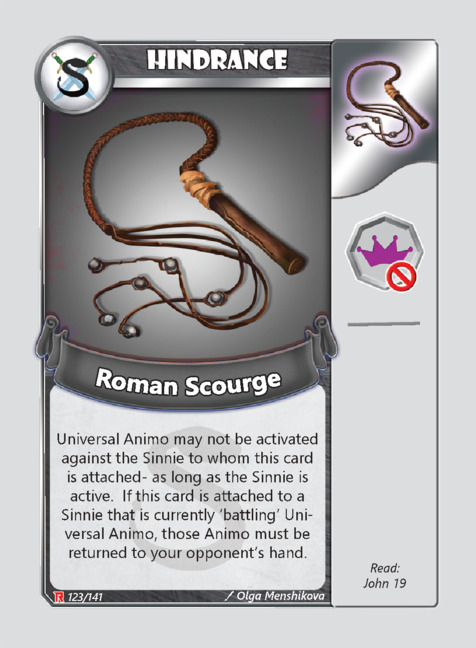 HINDRANCE
S
Roman Scourge
Universal Animo may not be activated
against the Sinnie to whom this card
is attached- as long as the Sinnie is
active.  If this card is attached to a
Sinnie that is currently 'battling' Uni-
versal Animo, those Animo must be
returned to your opponent's hand.
Read:
John 19
R 123/141
Olga Menshikova